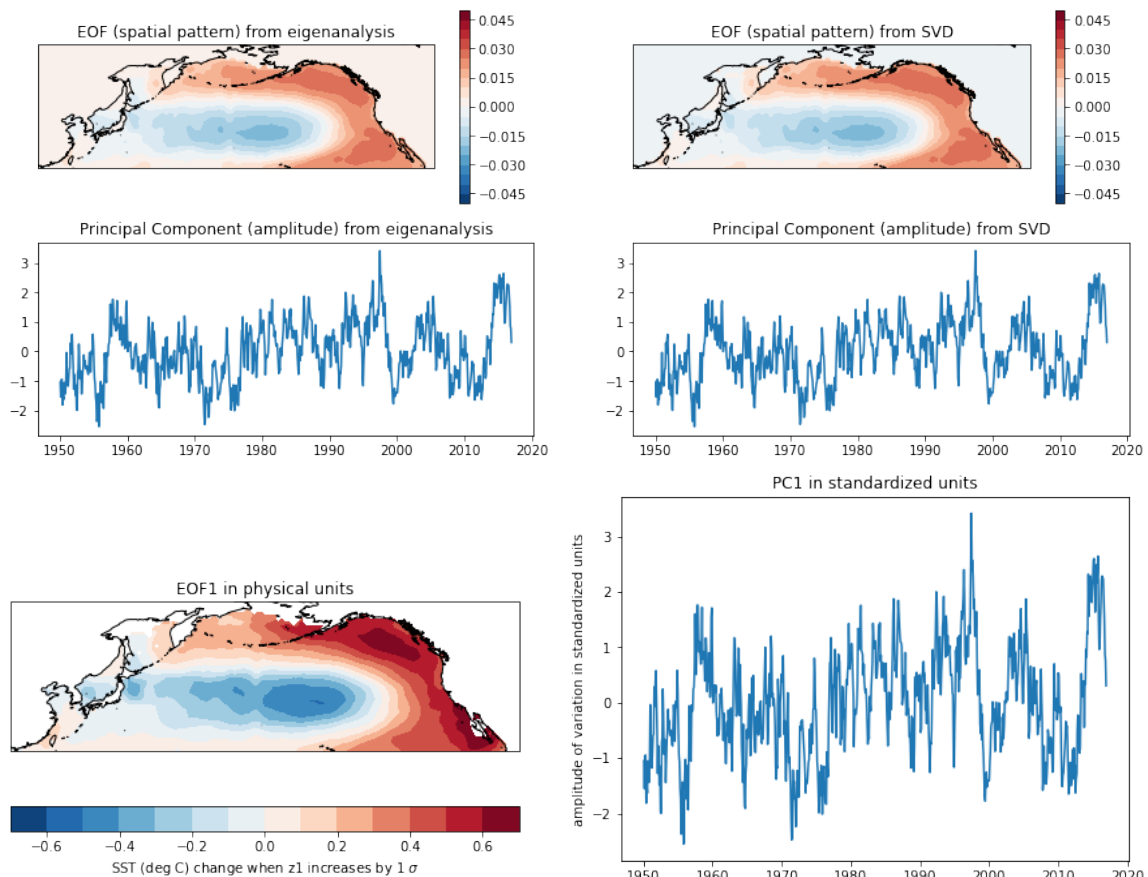 EOF (spatial pattern) from eigenanalysis
0.045
0.030
0.015
0.000
−0.015
−0.030
−0.045
EOF (spatial pattern) from SVD
0.045
0.030
0.015
0.000
−0.015
−0.030
−0.045
Principal Component (amplitude) from eigenanalysis
3
2
1
0
−1
−2
1950 1960 1970 1980 1990 2000 2010 2020
Principal Component (amplitude) from SVD
3
2
1
0
−1
−2
1950 1960 1970 1980 1990 2000 2010 2020
EOF1 in physical units
−0.6 −0.4 −0.2 0.0 0.2 0.4 0.6
SST (deg C) change when z1 increases by 1 σ
PC1 in standardized units
amplitude of variation in standardized units
3
2
1
0
−1
−2
1950 1960 1970 1980 1990 2000 2010 2020